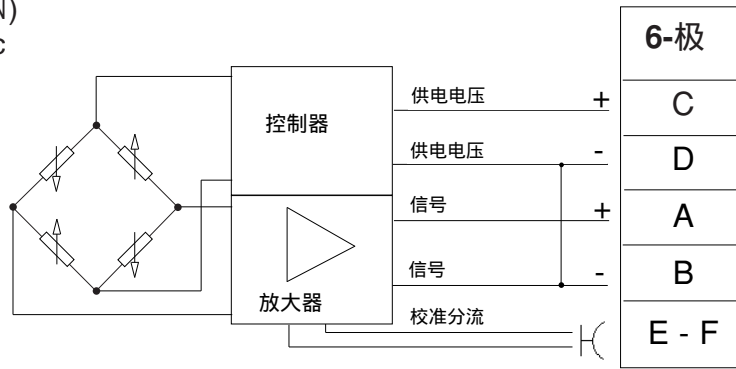 N)
c
6-极
供电电压 + C
控制器
供电电压 - D
信号 + A
信号 - B
放大器
校准分流 E - F